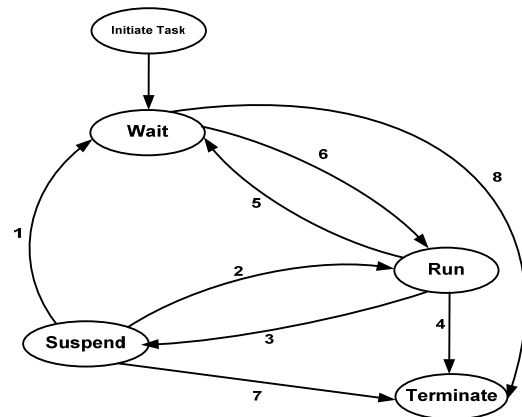 Initiate Task
Wait
6
8
5
1
2
Run
3
4
Suspend
7
Terminate